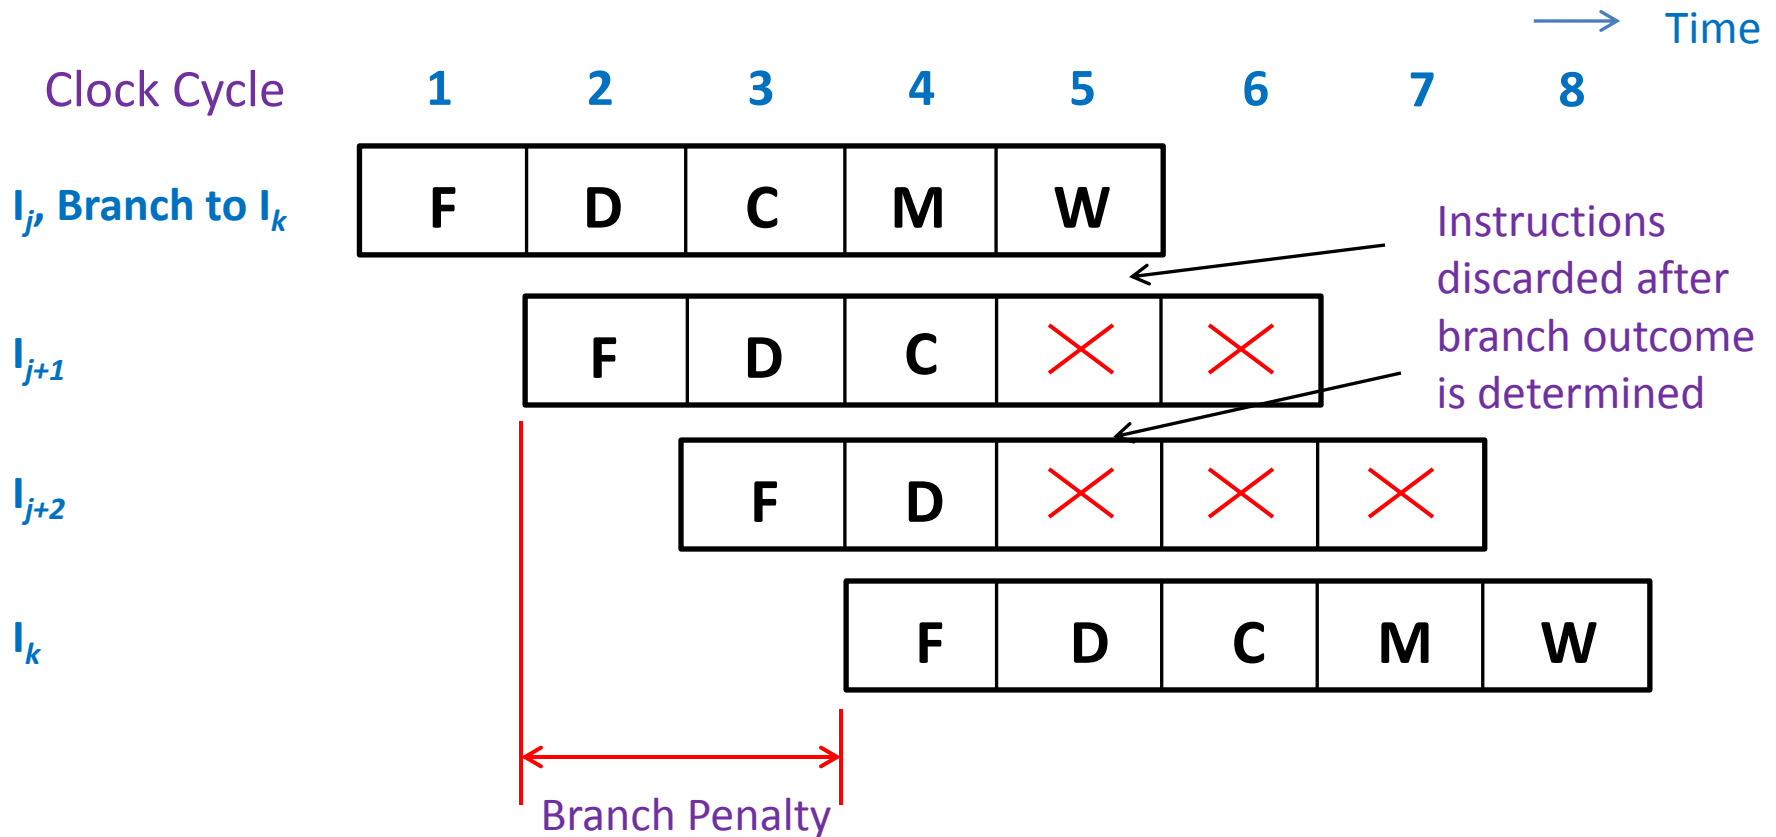 Time
Clock Cycle 1 2 3 4 5 6 7 8
Ij, Branch to Ik F D C M W
Instructions
discarded after
branch outcome
is determined
Ij+1 F D C
Ij+2 F D
Ik F D C M W
Branch Penalty